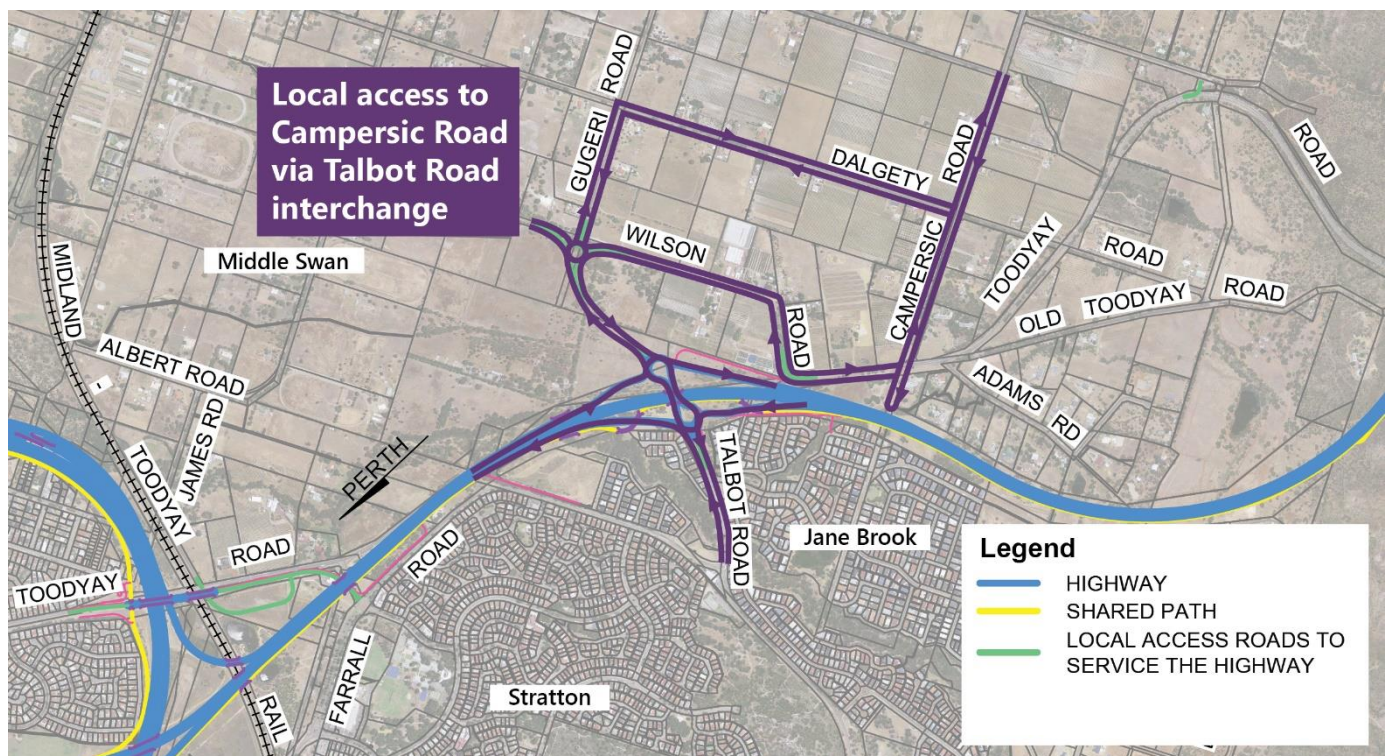 Local access to
Campersic Road
via Talbot Road
interchange
GUGERI ROAD
DALGETY
ROAD
ROAD
WILSON
Middle Swan
CAMPERSIC
TOODYAY
ROAD
MIDLAND
ROAD
OLD TOODYAY ROAD
ALBERT ROAD
ADAMS RD
JAMES RD
PERTH
TALBOT ROAD
TOODYAY
ROAD
ROAD
Jane Brook
TOODYAY
FARRALL
RAIL
Stratton
Legend
HIGHWAY
SHARED PATH
LOCAL ACCESS ROADS TO
SERVICE THE HIGHWAY